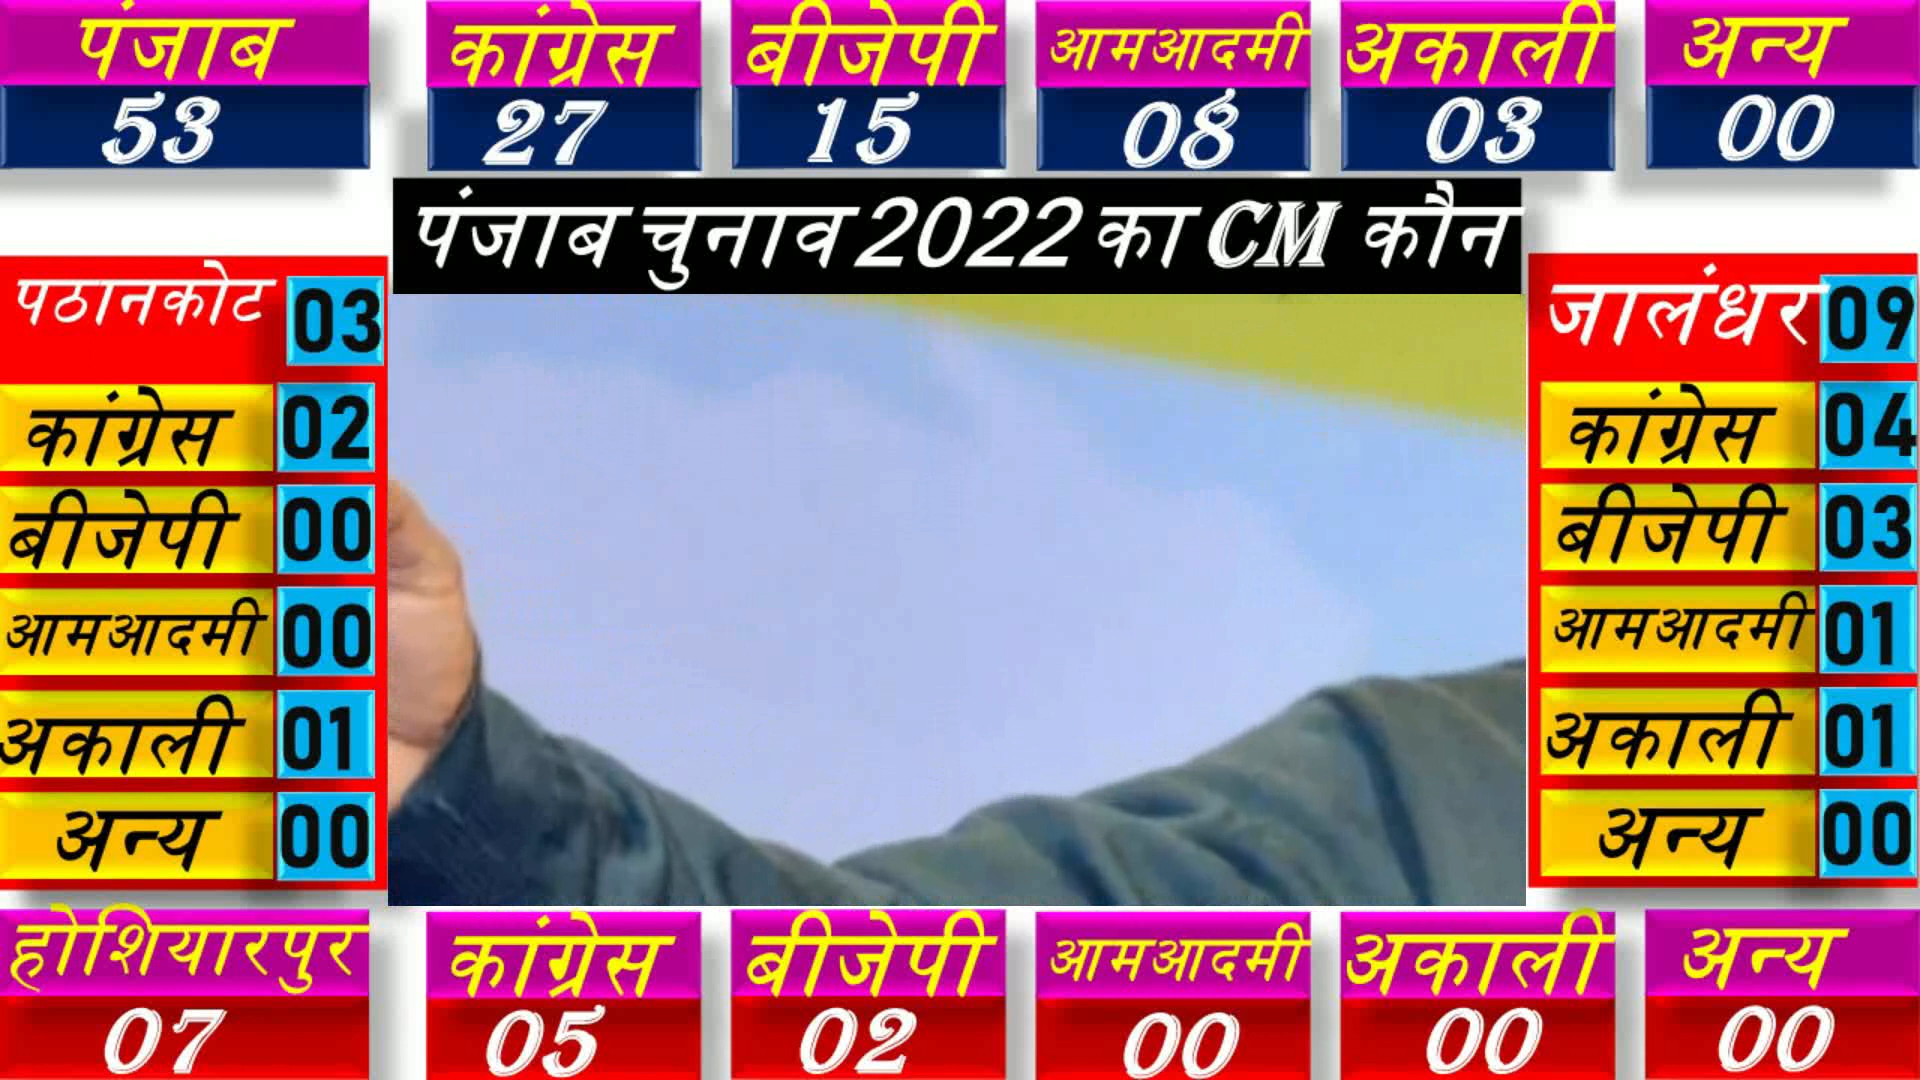 पंजाब कांग्रेस बीजेपी आमआदमी अकाली अन्य
53 27 15 08 03 00
पंजाब चुनाव 2022 का CM कौन
पठानकोट 03
कांग्रेस 02
बीजेपी 00
आमआदमी 00
अकाली 01
अन्य 00
जालंधर 09
कांग्रेस 04
बीजेपी 03
आमआदमी 01
अकाली 01
अन्य 00
होशियारपुर कांग्रेस बीजेपी आमआदमी अकाली अन्य
07 05 02 00 00 00